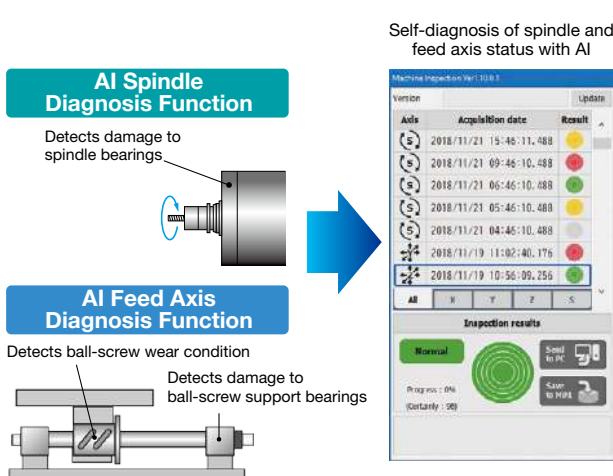 Self-diagnosis of spindle and
feed axis status with AI
AI Spindle
Diagnosis Function
Detects damage to
spindle bearings
AI Feed Axis
Diagnosis Function
Detects ball-screw wear condition
Detects damage to
ball-screw support bearings
Machine Inspection
Version Update
Axis Acquisition date Result
S 2018/11/21 15:46:11.488
S 2018/11/21 09:46:10.488
S 2018/11/21 06:46:10.488
S 2018/11/21 05:46:10.488
S 2018/11/21 04:46:10.488
2018/11/19 11:02:40.176
2018/11/19 10:56:09.256
All X Y Z S
Inspection results
Normal
Send
to PC
Progress : 0%
(Certainly : 98)
Save